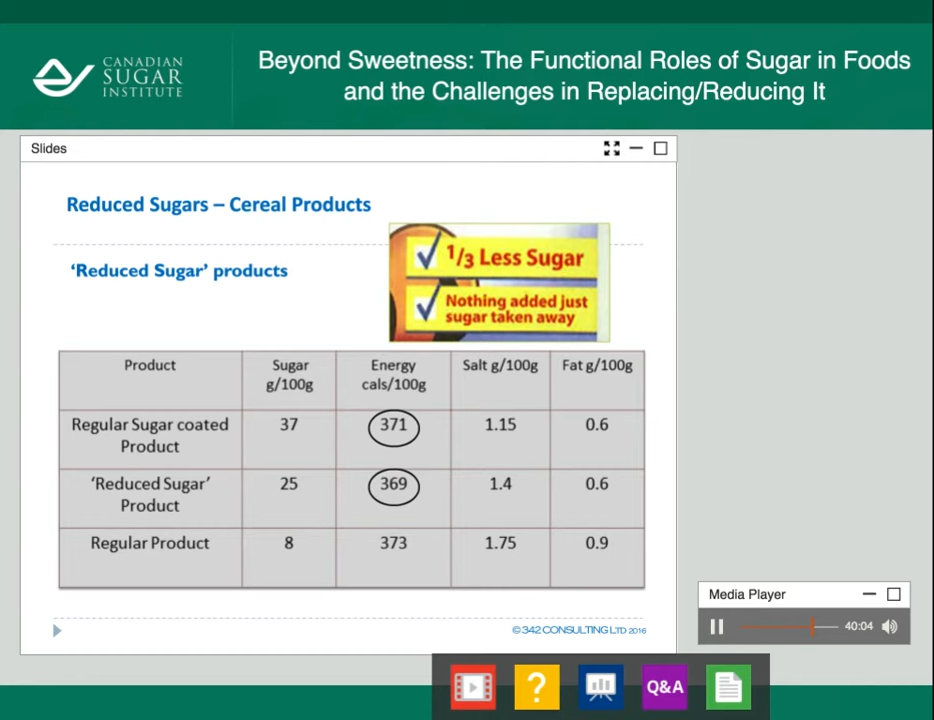 CANADIAN
SUGAR
INSTITUTE
Beyond Sweetness: The Functional Roles of Sugar in Foods
and the Challenges in Replacing/Reducing It
Slides
Reduced Sugars – Cereal Products
‘Reduced Sugar’ products
1/3 Less Sugar
Nothing added just
sugar taken away
Product Sugar g/100g Energy cals/100g Salt g/100g Fat g/100g
Regular Sugar coated Product 37 371 1.15 0.6
‘Reduced Sugar’ Product 25 369 1.4 0.6
Regular Product 8 373 1.75 0.9
©342 CONSULTING LTD 2016
Media Player
40:04
?
Q&A